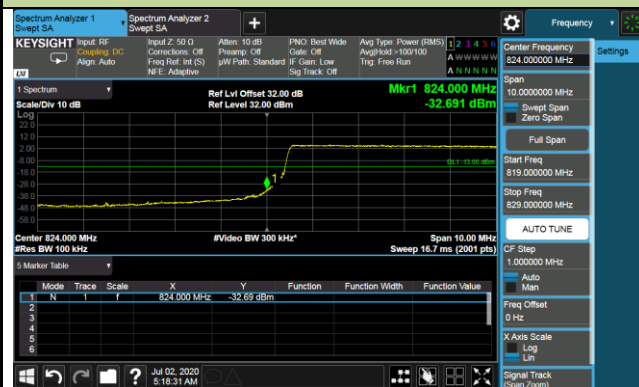 Spectrum Analyzer 1
Swept SA
Spectrum Analyzer 2
Swept SA
+
Frequency
KEYSIGHT
Input: RF
Coupling: DC
Align: Auto
Input Z: 50 Ω
Corrections: Off
Freq Ref: Int (S)
NFE: Adaptive
Atten: 10 dB
Preamp: Off
µW Path: Standard
PNO: Best Wide
Gate: Off
IF Gain: Low
Sig Track: Off
Avg Type: Power (RMS)
Avg|Hold:>100/100
Trig: Free Run
1 2 3 4 5 6
A W W W W W
A N N N N N
LXI
1 Spectrum
Scale/Div 10 dB
Ref Lvl Offset 32.00 dB
Ref Level 32.00 dBm
Mkr1 824.000 MHz
-32.691 dBm
Log
22.0
12.0
2.00
-8.00
-18.0
-28.0
-38.0
-48.0
-58.0
DL1 -13.00 dBm
1
Center 824.000 MHz
#Res BW 100 kHz
#Video BW 300 kHz*
Span 10.00 MHz
Sweep 16.7 ms (2001 pts)
5 Marker Table
Mode Trace Scale X Y Function Function Width Function Value
1 N 1 f 824.000 MHz -32.69 dBm
2
3
4
5
6
Center Frequency
824.000000 MHz
Settings
Span
10.0000000 MHz
Swept Span
Zero Span
Full Span
Start Freq
819.000000 MHz
Stop Freq
829.000000 MHz
AUTO TUNE
CF Step
1.000000 MHz
Auto
Man
Freq Offset
0 Hz
X Axis Scale
Log
Lin
Signal Track
(Span Zoom)
?
Jul 02, 2020
5:18:31 AM